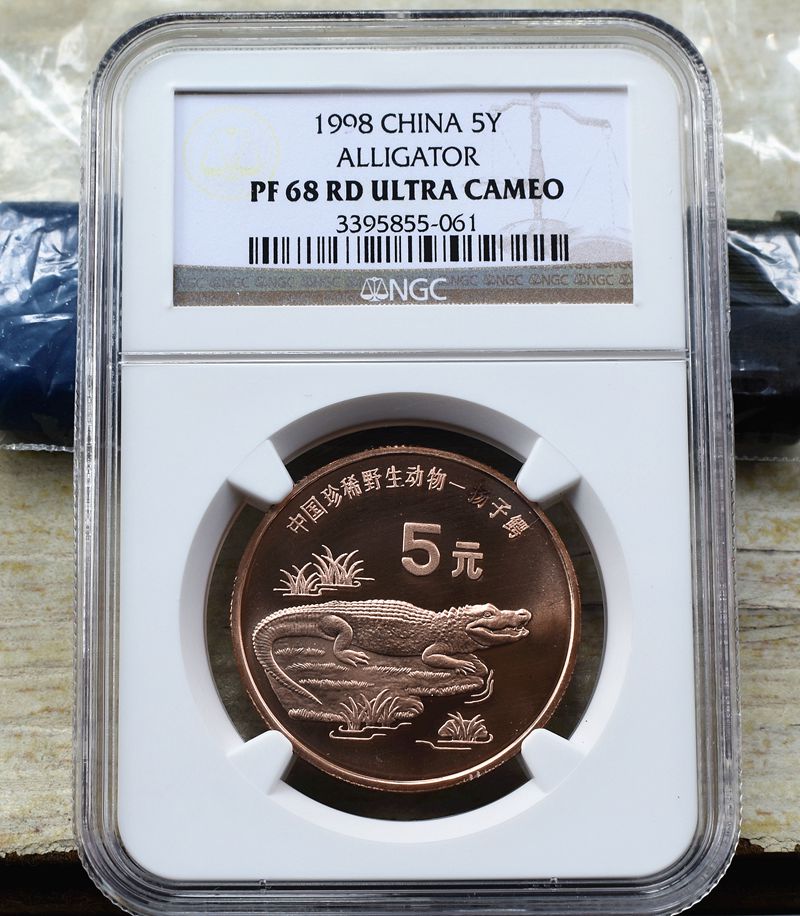 1998 CHINA 5Y
ALLIGATOR
PF 68 RD ULTRA CAMEO
3395855-061
NGC
中国珍稀野生动物—扬子鳄
5元